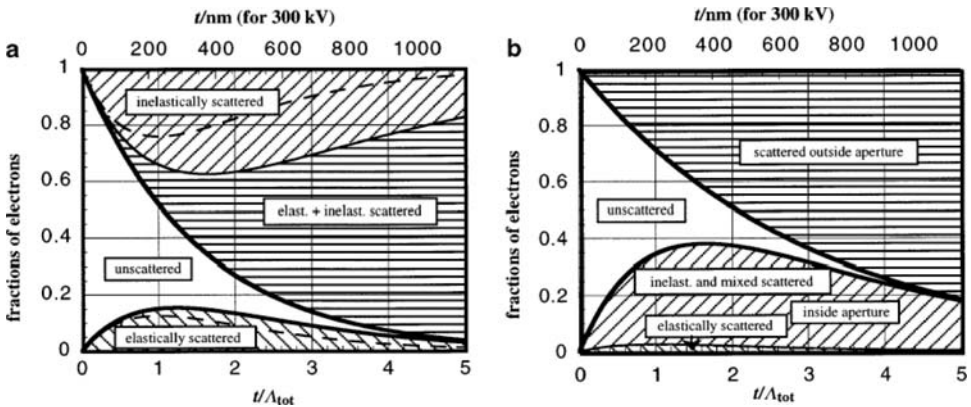 t/nm (for 300 kV)
0 200 400 600 800 1000
a
fractions of electrons
1
0.8
0.6
0.4
0.2
0
inelastically scattered
elast. + inelast. scattered
unscattered
elastically scattered
0 1 2 3 4 5
t/Λtot
t/nm (for 300 kV)
0 200 400 600 800 1000
b
fractions of electrons
1
0.8
0.6
0.4
0.2
0
scattered outside aperture
unscattered
inelast. and mixed scattered
inside aperture
elastically scattered
0 1 2 3 4 5
t/Λtot